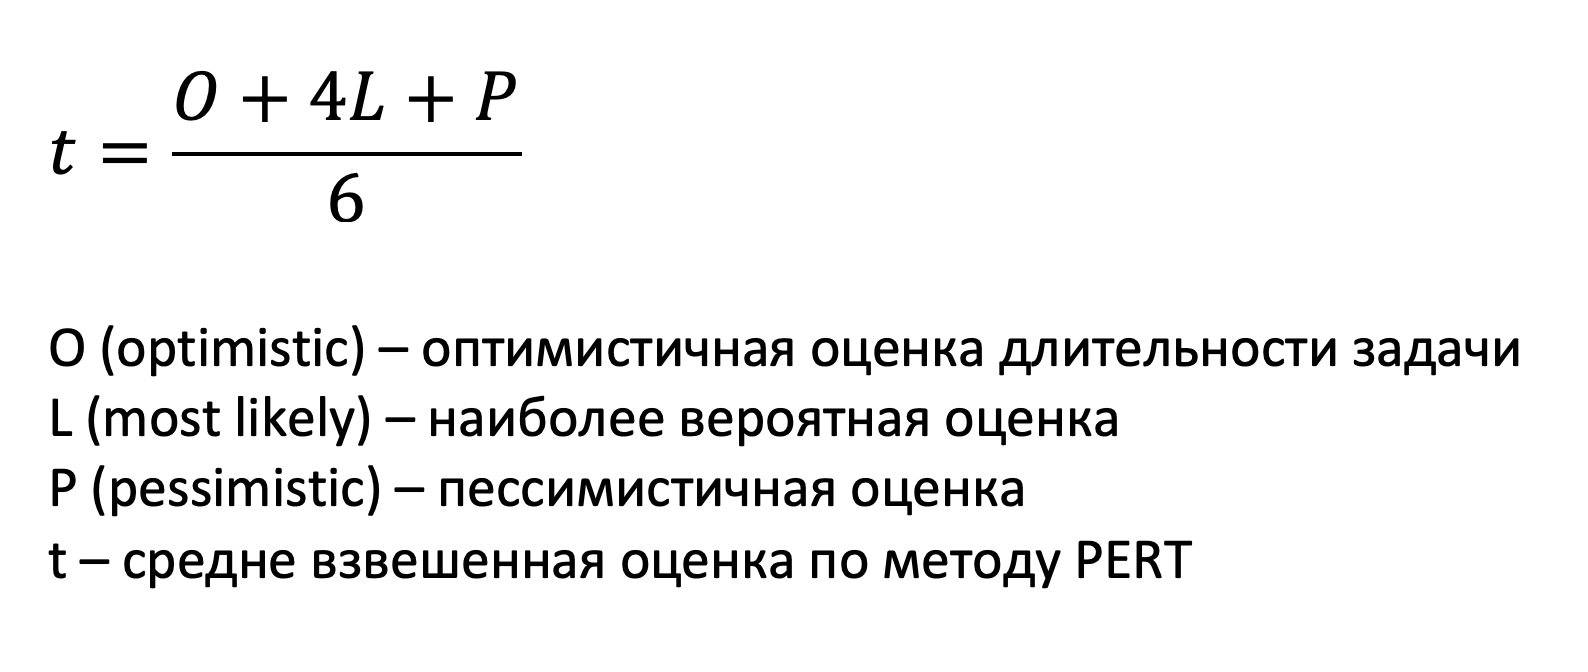 t = (O + 4L + P) / 6
O (optimistic) – оптимистичная оценка длительности задачи
L (most likely) – наиболее вероятная оценка
P (pessimistic) – пессимистичная оценка
t – средне взвешенная оценка по методу PERT